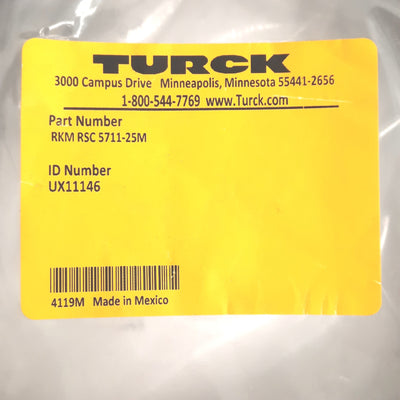 TURCK
3000 Campus Drive Minneapolis, Minnesota 55441-2656
1-800-544-7769 www.Turck.com
Part Number
RKM RSC 5711-25M
ID Number
UX11146
4119M Made in Mexico